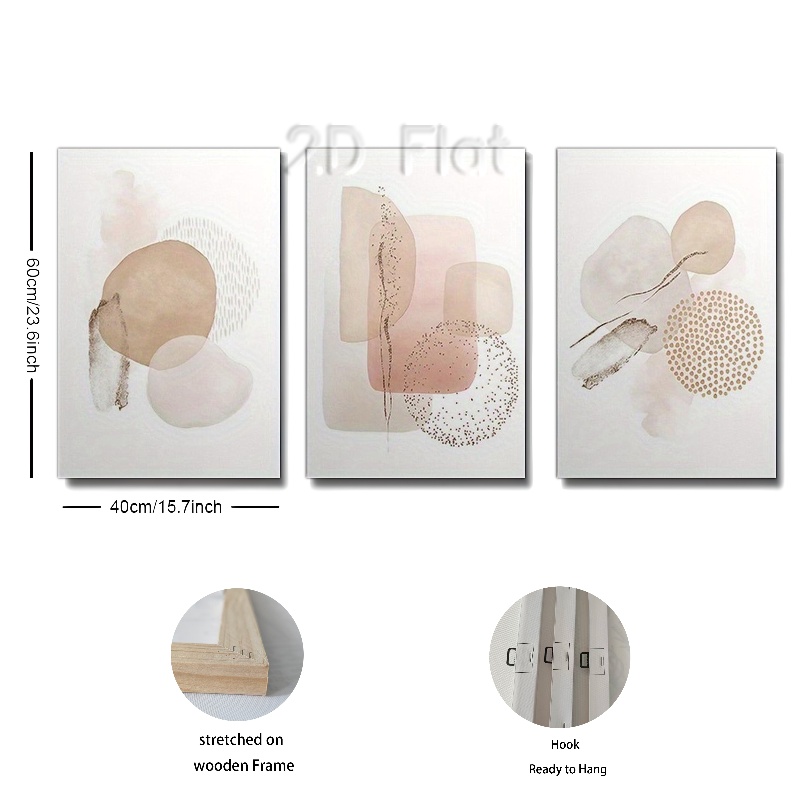 2D Flat
60cm/23.6inch
40cm/15.7inch
stretched on
wooden Frame
Hook
Ready to Hang